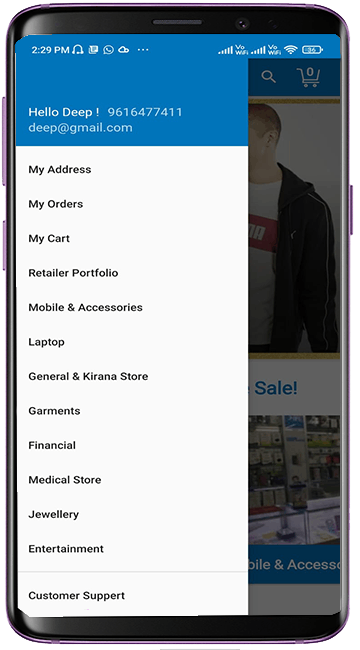 2:29 PM
Vo WiFi
Vo WiFi
0
Hello Deep ! 9616477411
deep@gmail.com
My Address
My Orders
My Cart
Retailer Portfolio
Mobile & Accessories
Laptop
General & Kirana Store
Garments
Sale!
Financial
Medical Store
Jewellery
Entertainment
bile & Accesso
Customer Support